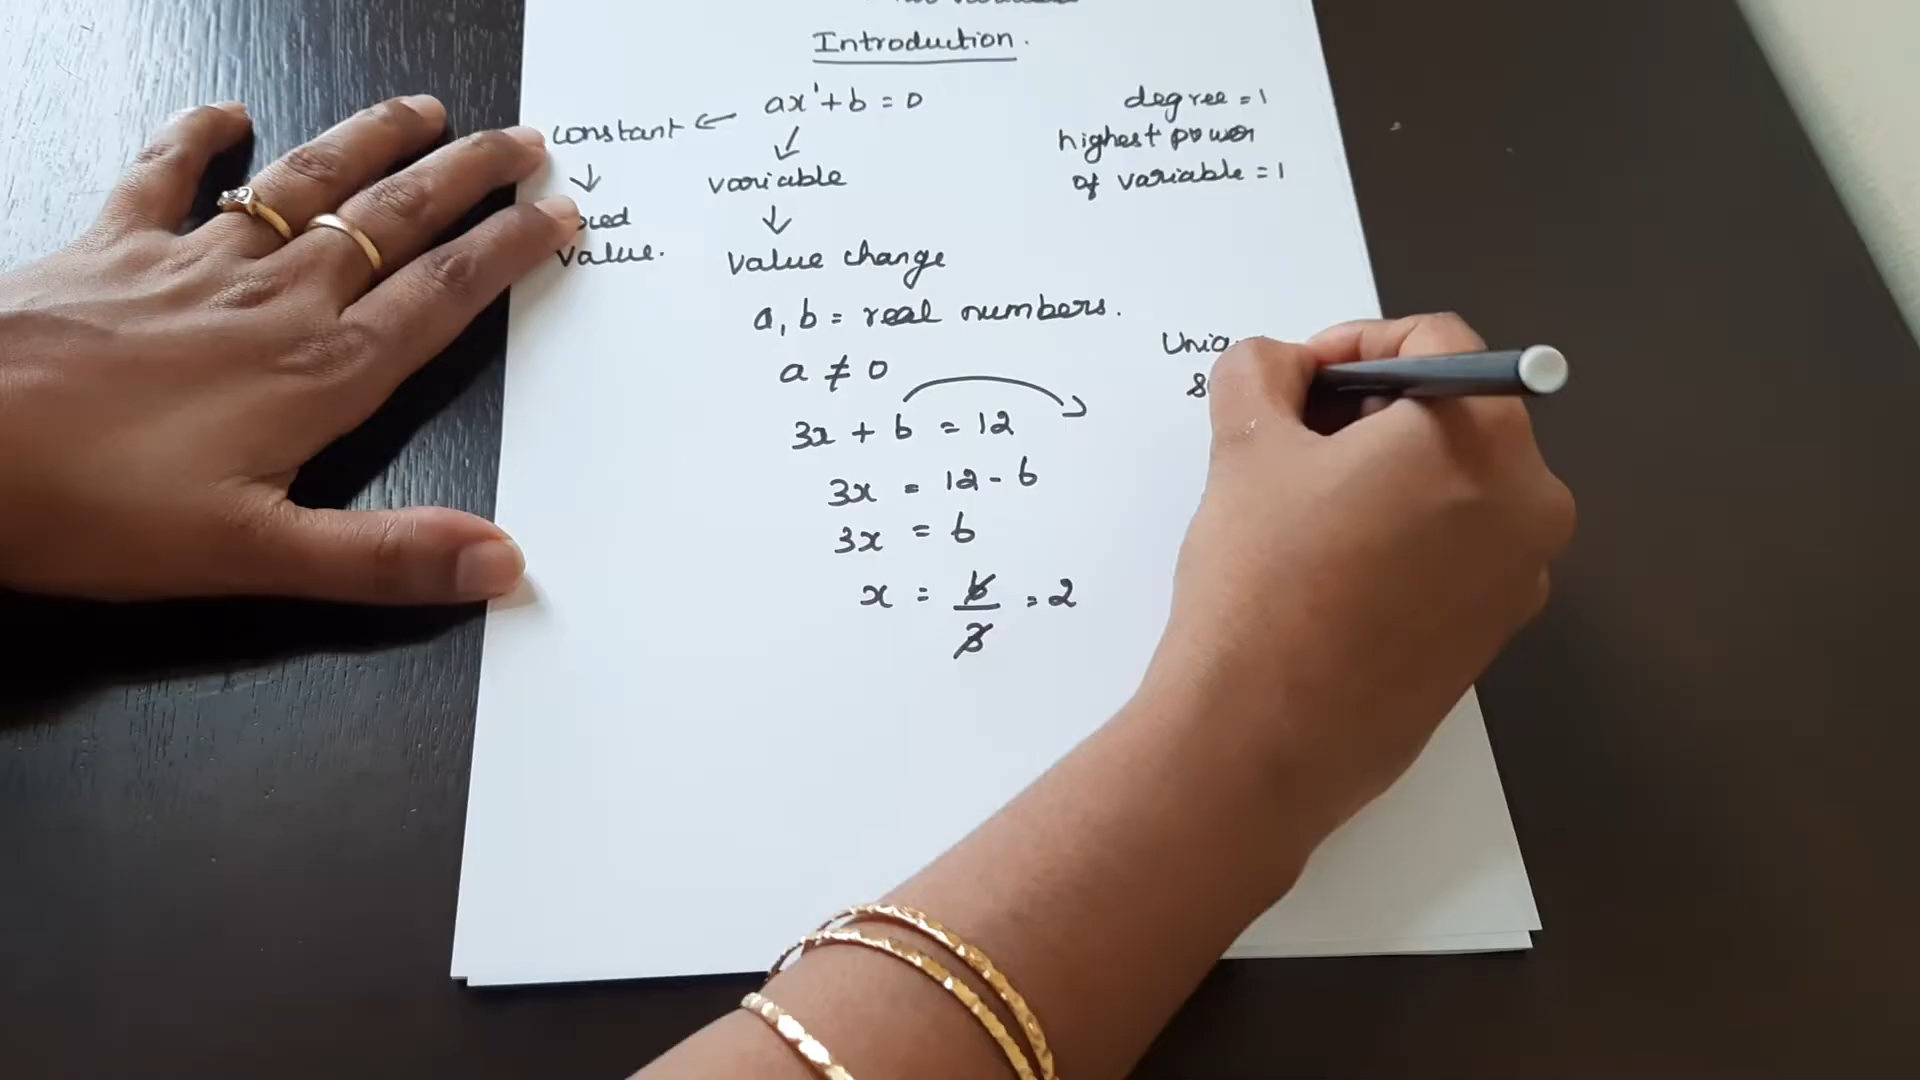 Introduction.
ax¹ + b = 0
constant ←
↓
value.
↓
variable
↓
value change
degree = 1
highest power
of variable = 1
a, b = real numbers.
a ≠ 0
3x + 6 = 12
3x = 12 - 6
3x = 6
x = 6/3 = 2